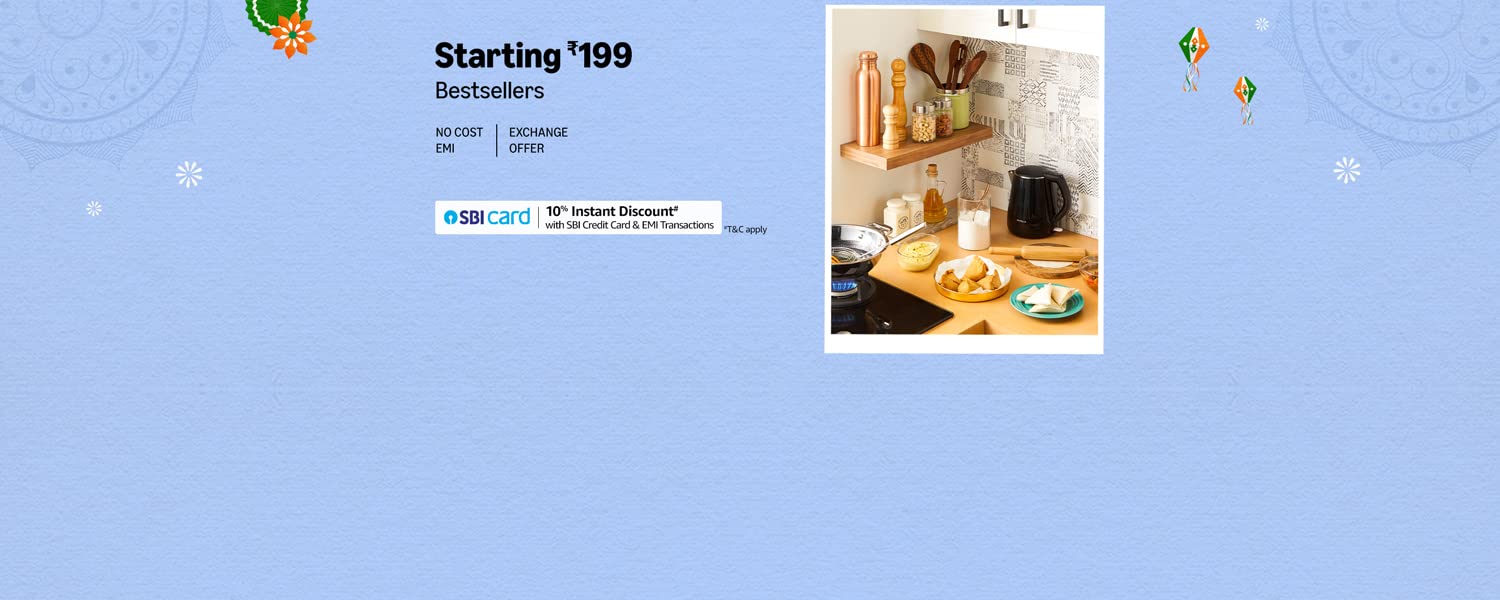 Starting ₹199
Bestsellers
NO COST
EMI
EXCHANGE
OFFER
SBI card
10% Instant Discount#
with SBI Credit Card & EMI Transactions
#T&C apply